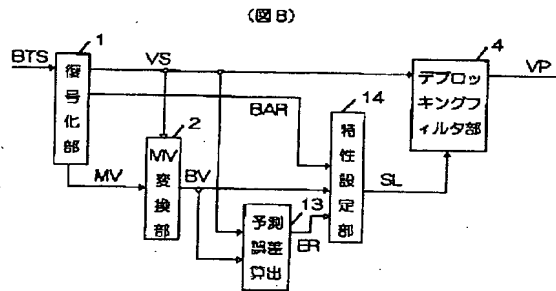 (図8)
1
BTS
復号化部
VS
BAR
MV
2
MV変換部
BV
13
予測誤差算出
ER
14
特性設定部
SL
4
デブロッ
キングフ
ィルタ部
VP